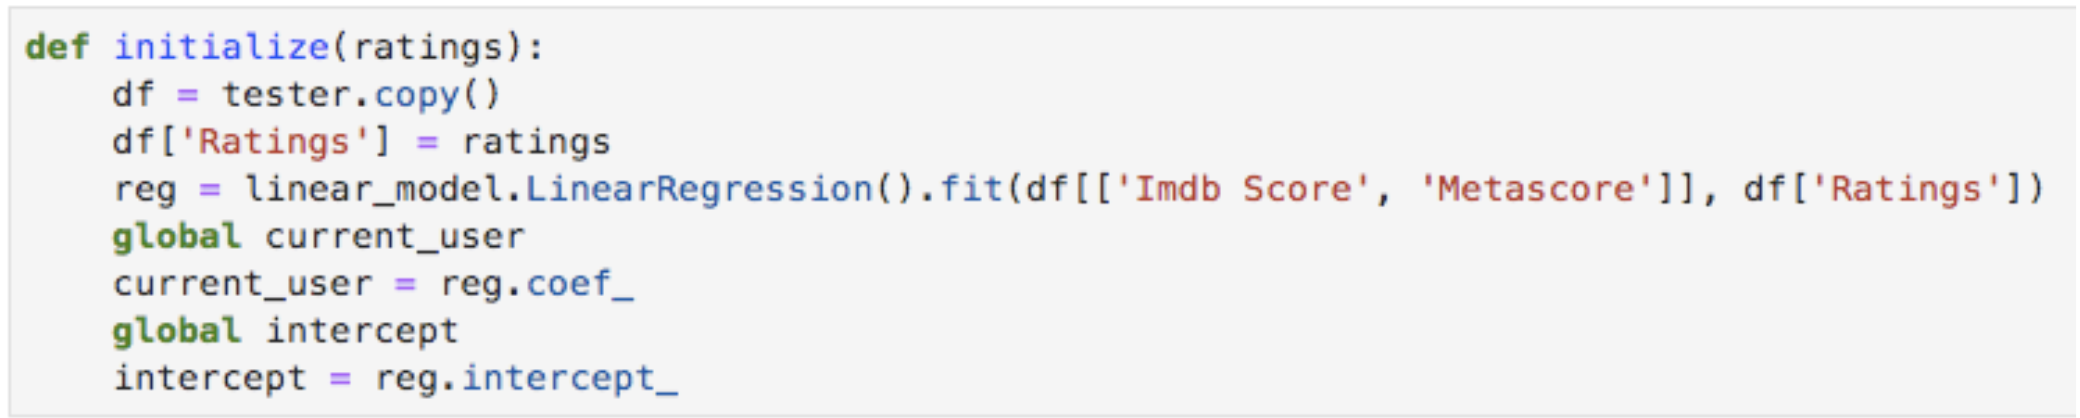 def initialize(ratings):
    df = tester.copy()
    df['Ratings'] = ratings
    reg = linear_model.LinearRegression().fit(df[['Imdb Score', 'Metascore']], df['Ratings'])
    global current_user
    current_user = reg.coef_
    global intercept
    intercept = reg.intercept_